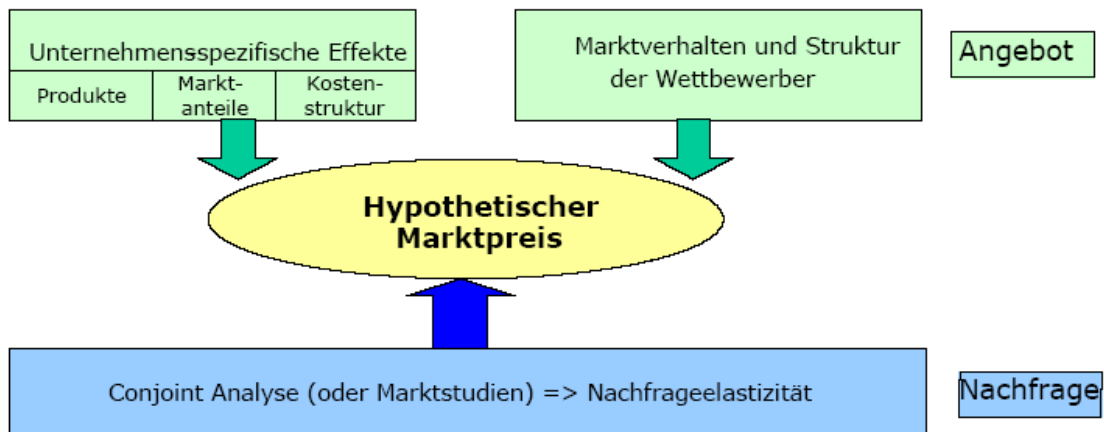 Unternehmensspezifische Effekte
Produkte
Markt-
anteile
Kosten-
struktur
Marktverhalten und Struktur
der Wettbewerber
Angebot
Hypothetischer
Marktpreis
Conjoint Analyse (oder Marktstudien) => Nachfrageelastizität
Nachfrage